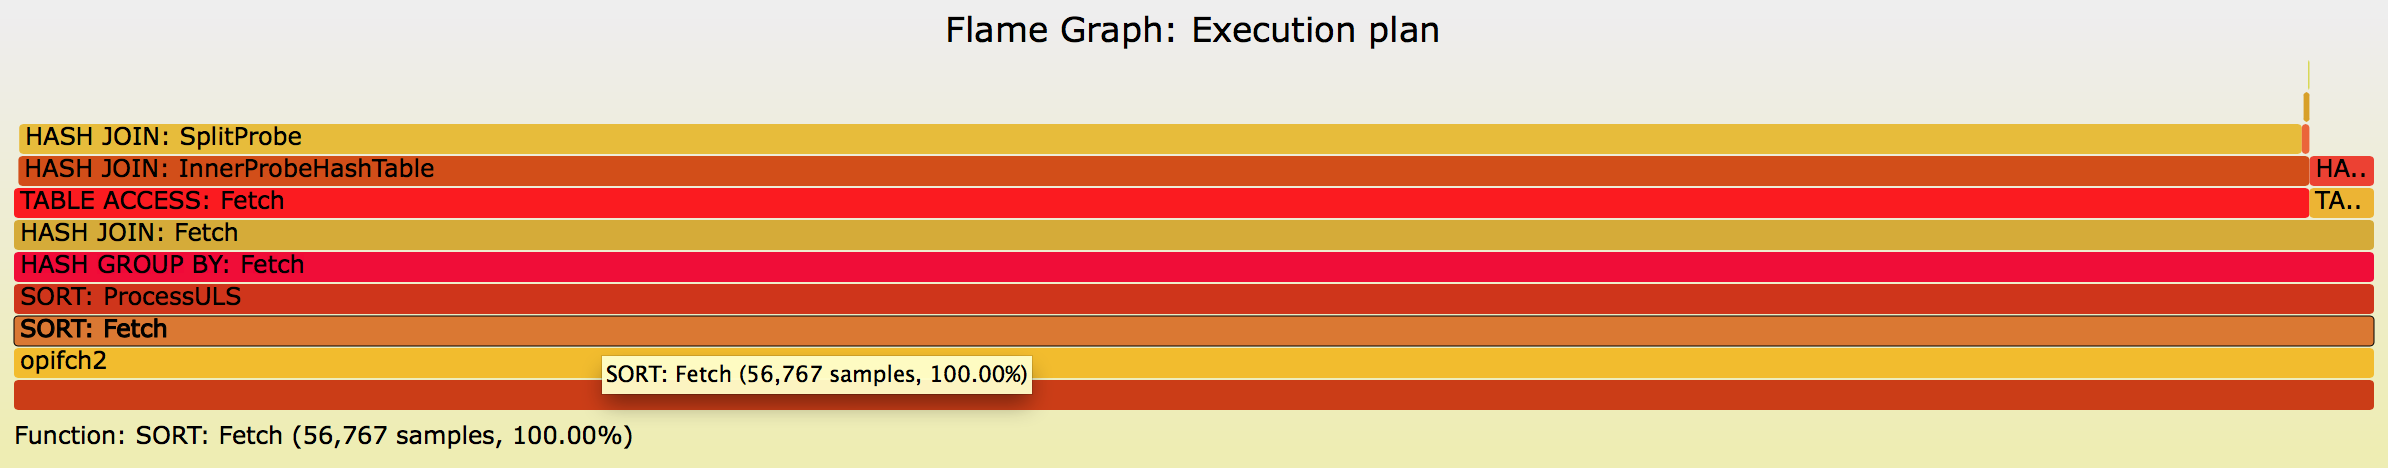 Flame Graph: Execution plan
HASH JOIN: SplitProbe
HASH JOIN: InnerProbeHashTable
HA..
TABLE ACCESS: Fetch
TA..
HASH JOIN: Fetch
HASH GROUP BY: Fetch
SORT: ProcessULS
SORT: Fetch
opifch2
SORT: Fetch (56,767 samples, 100.00%)
Function: SORT: Fetch (56,767 samples, 100.00%)